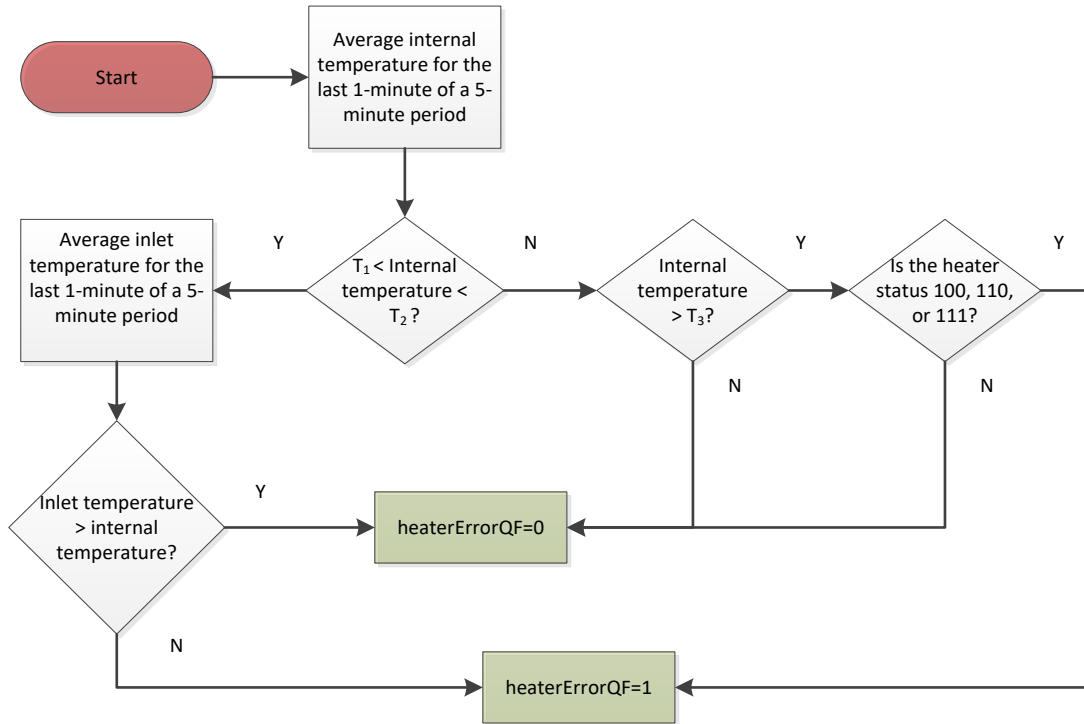 Start
Average internal
temperature for the
last 1-minute of a 5-
minute period
Average inlet
temperature for the
last 1-minute of a 5-
minute period
Y
T₁ < Internal
temperature <
T₂ ?
N
Internal
temperature
> T₃?
Y
Is the heater
status 100, 110,
or 111?
Y
N
N
Inlet temperature
> internal
temperature?
Y
heaterErrorQF=0
N
heaterErrorQF=1